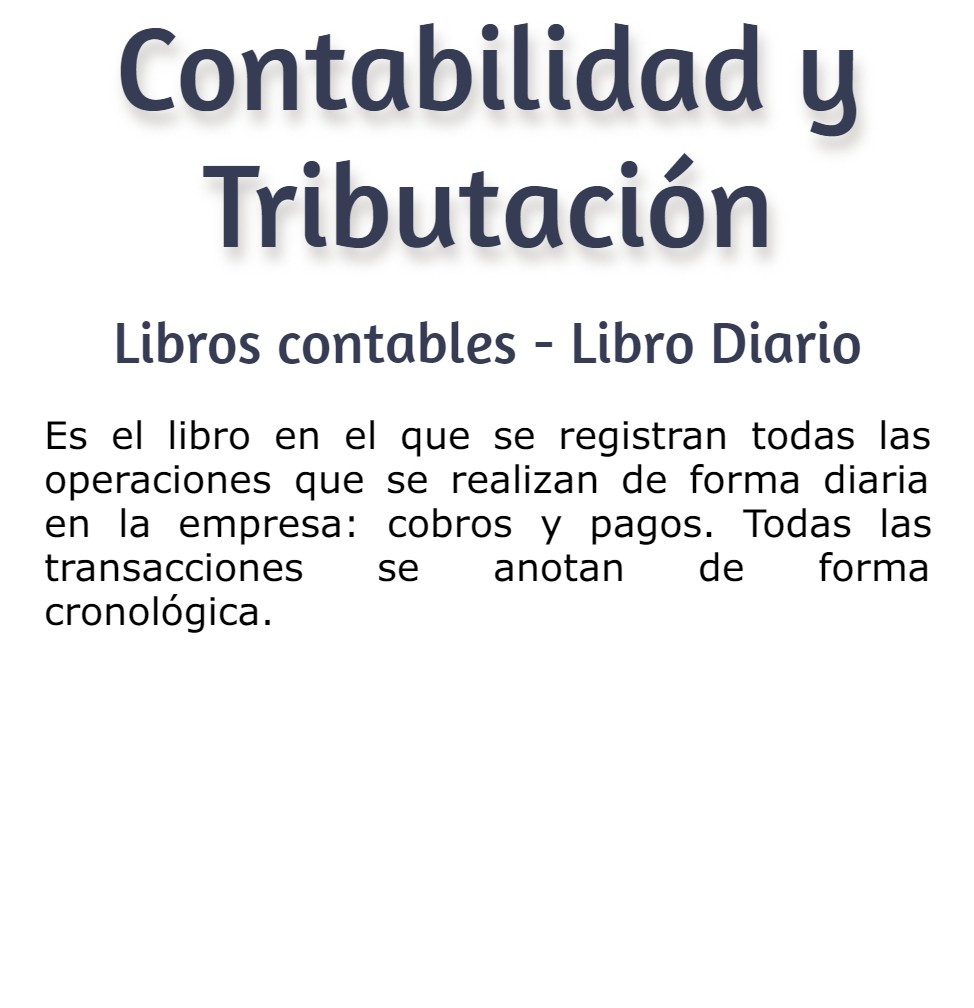 Contabilidad y
Tributación
Libros contables - Libro Diario
Es el libro en el que se registran todas las
operaciones que se realizan de forma diaria
en la empresa: cobros y pagos. Todas las
transacciones se anotan de forma
cronológica.